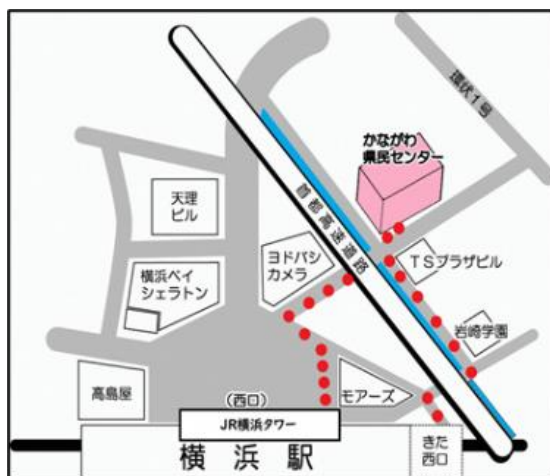 環状1号
かながわ
県民センター
首都高速道路
天理
ビル
ヨドバシ
カメラ
TSプラザビル
横浜ベイ
シェラトン
岩崎学園
高島屋
(西口)
モアーズ
JR横浜タワー
横浜駅
きた
西口